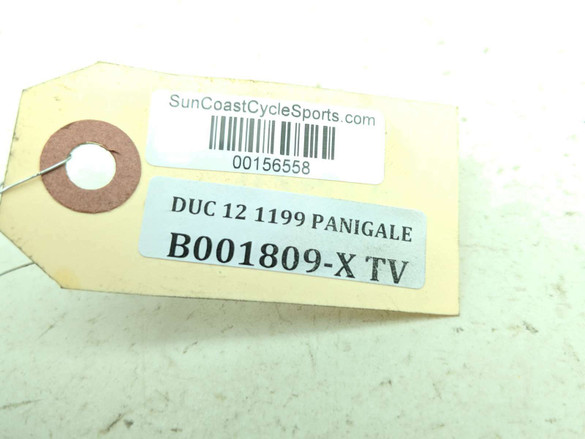 SunCoastCycleSports.com
00156558
DUC 12 1199 PANIGALE
B001809-X TV